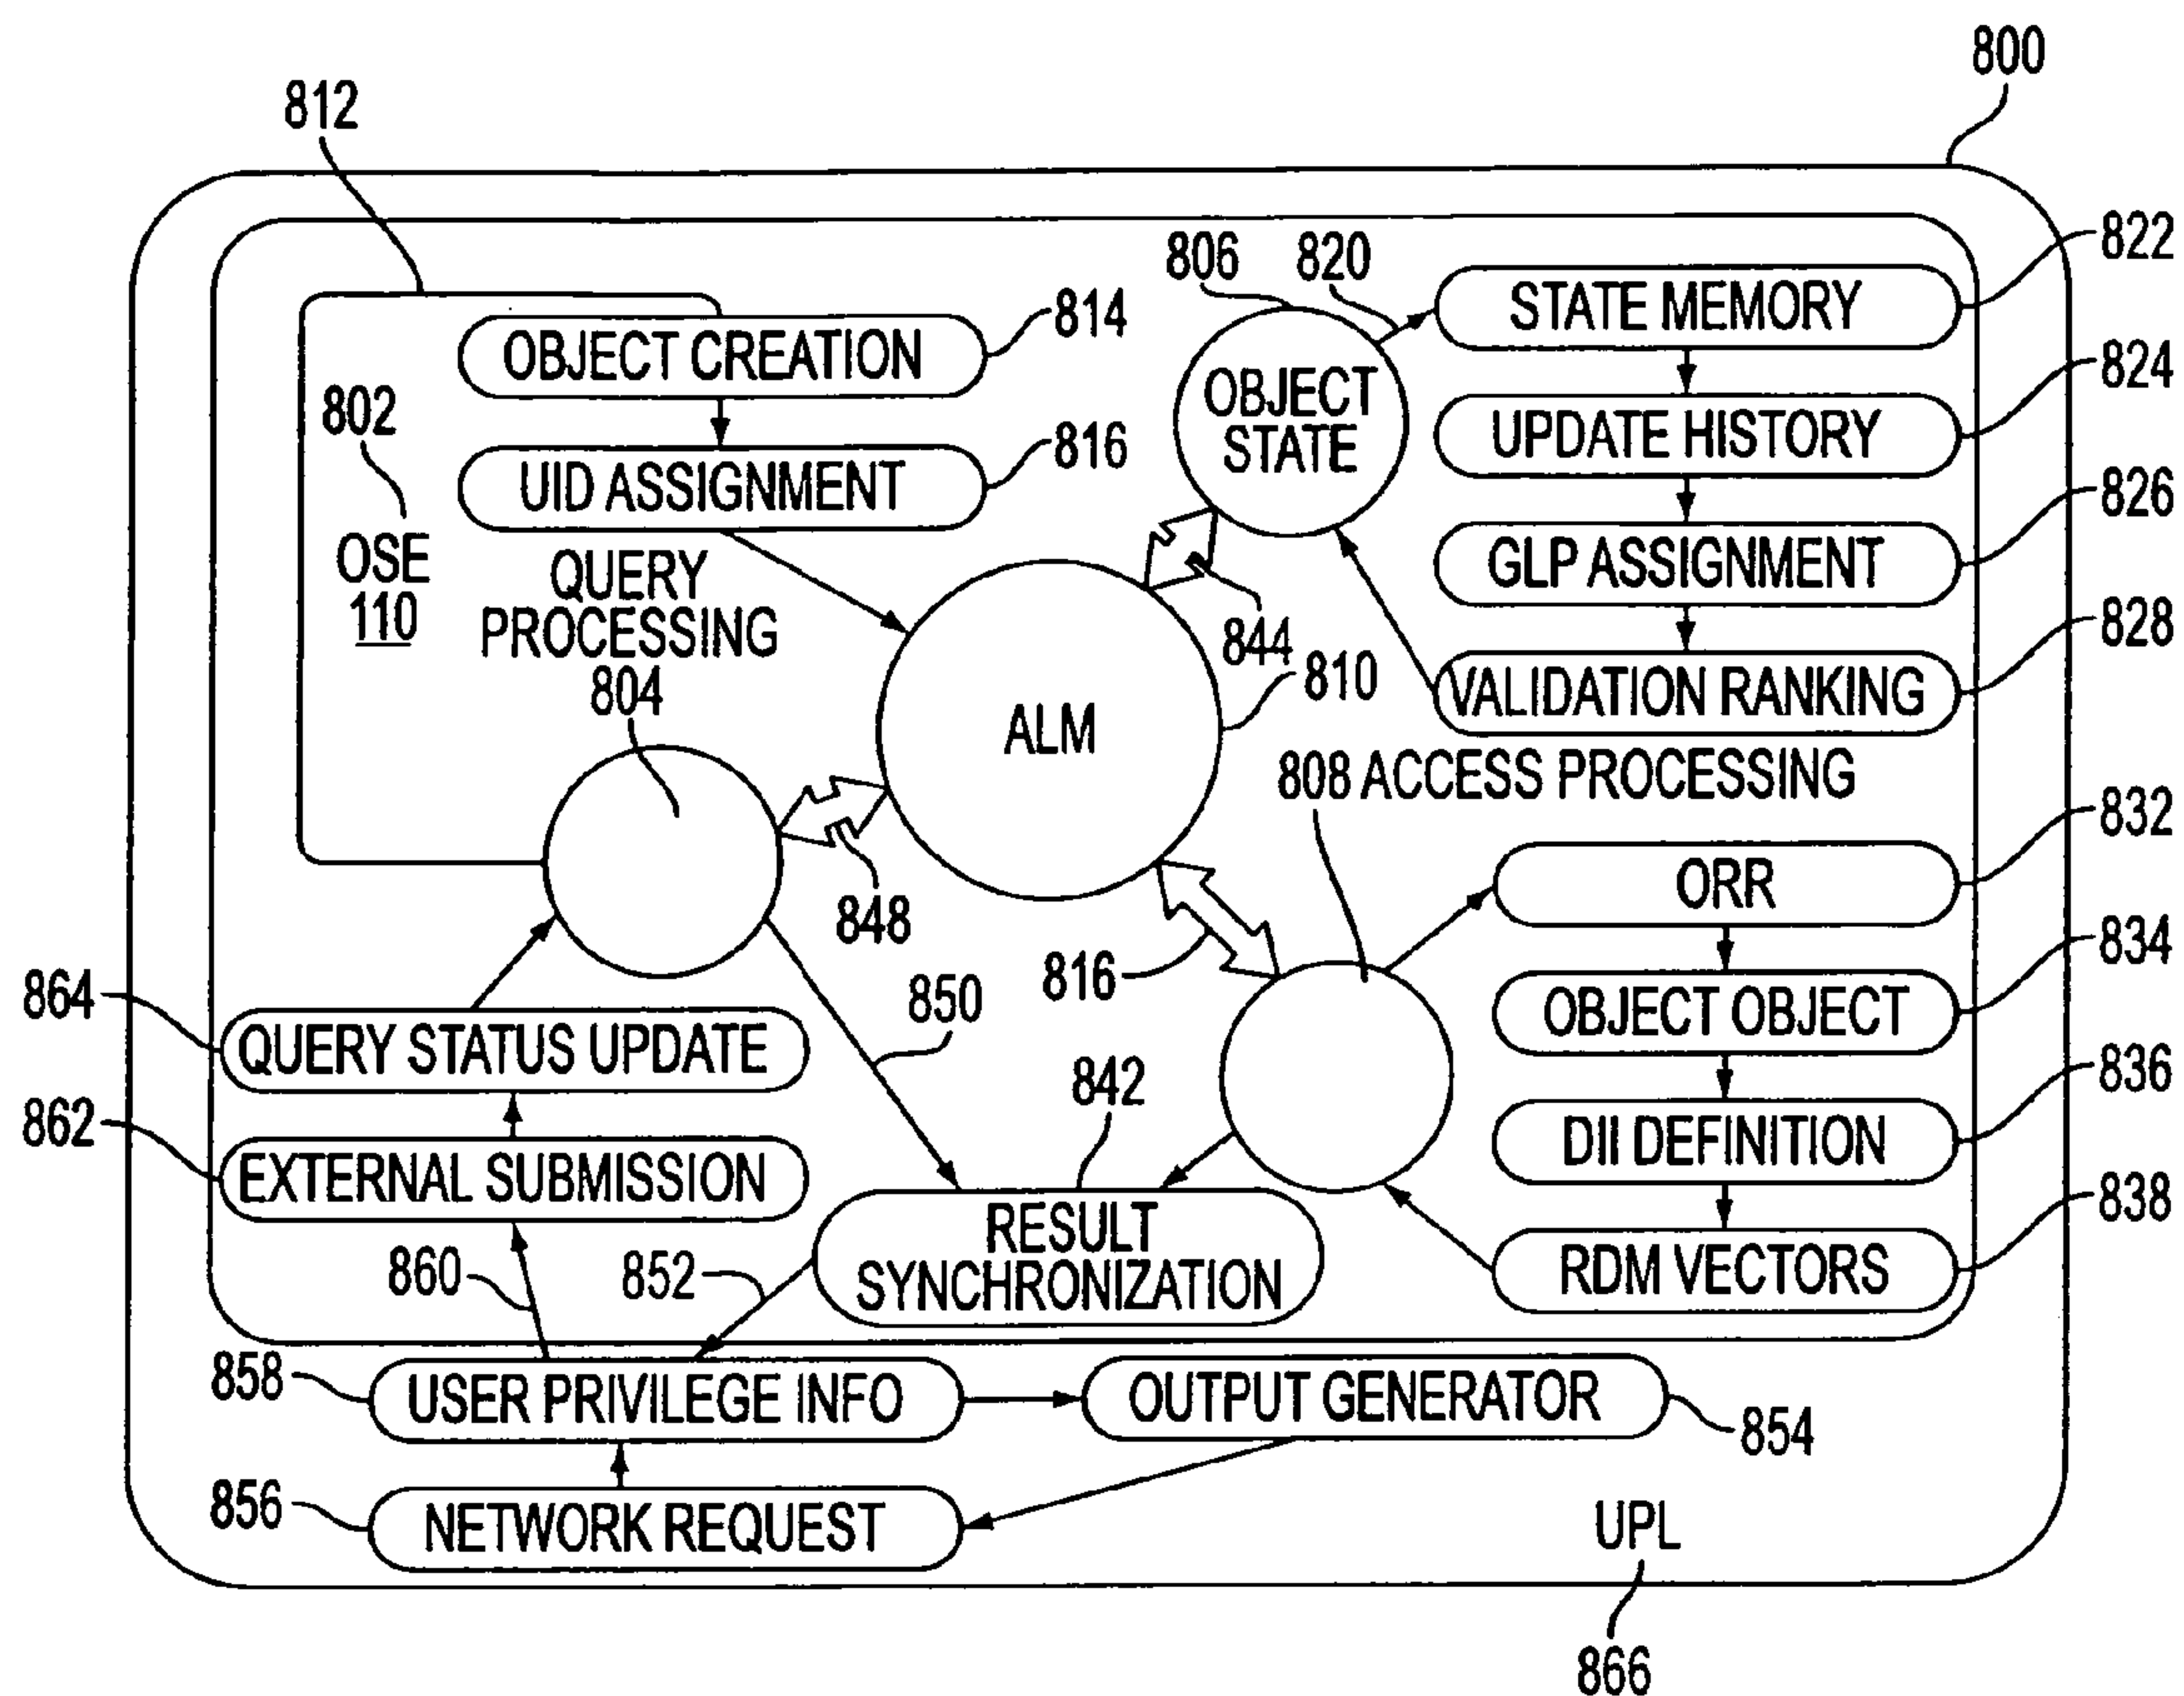 800
812
822
806
820
STATE MEMORY
814
OBJECT CREATION
824
802
OBJECT
STATE
UPDATE HISTORY
816
UID ASSIGNMENT
826
OSE
110
QUERY
PROCESSING
804
GLP ASSIGNMENT
828
844
810
VALIDATION RANKING
ALM
808 ACCESS PROCESSING
832
ORR
848
834
816
864
850
OBJECT OBJECT
QUERY STATUS UPDATE
842
836
862
DII DEFINITION
EXTERNAL SUBMISSION
838
RESULT
SYNCHRONIZATION
860
852
RDM VECTORS
858
USER PRIVILEGE INFO
OUTPUT GENERATOR
854
856
NETWORK REQUEST
UPL
866